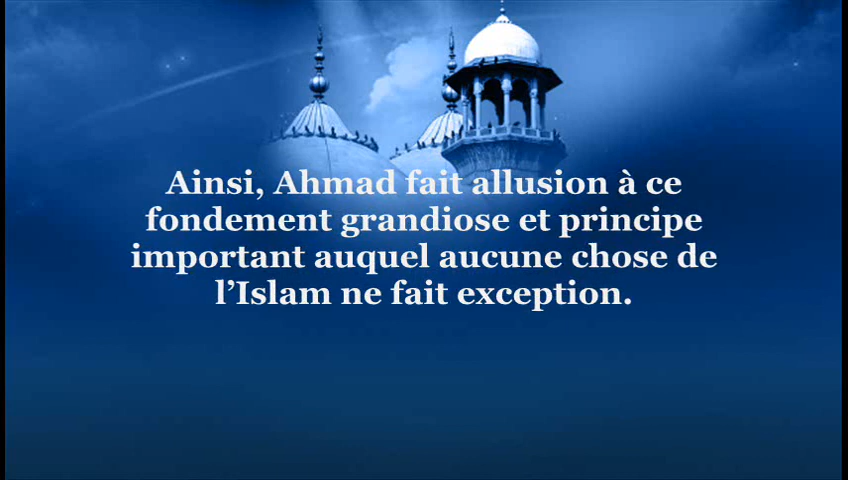 Ainsi, Ahmad fait allusion à ce
fondement grandiose et principe
important auquel aucune chose de
l’Islam ne fait exception.